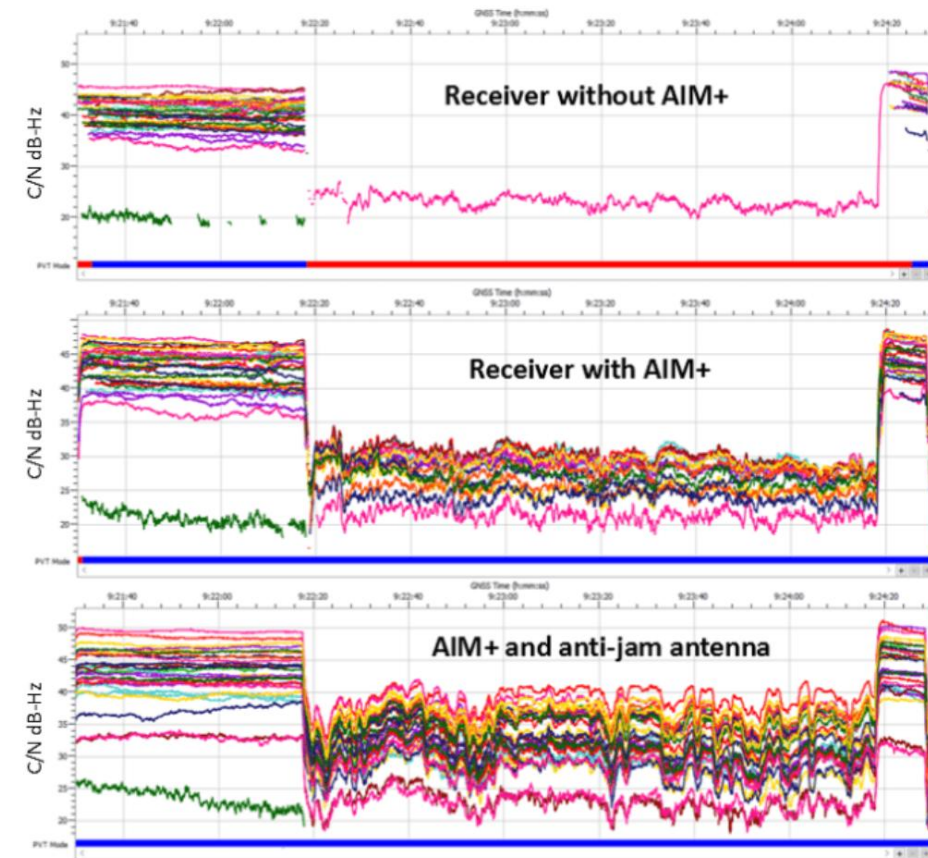 GNSS Time (h:mm:ss)
9:21:40 9:22:00 9:22:20 9:22:40 9:23:00 9:23:20 9:23:40 9:24:00 9:24:20
Receiver without AIM+
C/N dB-Hz
50
40
30
20
PVT Mode
GNSS Time (h:mm:ss)
9:21:40 9:22:00 9:22:20 9:22:40 9:23:00 9:23:20 9:23:40 9:24:00 9:24:20
Receiver with AIM+
C/N dB-Hz
45
40
35
30
25
20
PVT Mode
GNSS Time (h:mm:ss)
9:21:40 9:22:00 9:22:20 9:22:40 9:23:00 9:23:20 9:23:40 9:24:00 9:24:20
AIM+ and anti-jam antenna
C/N dB-Hz
50
45
40
35
30
25
20
PVT Mode